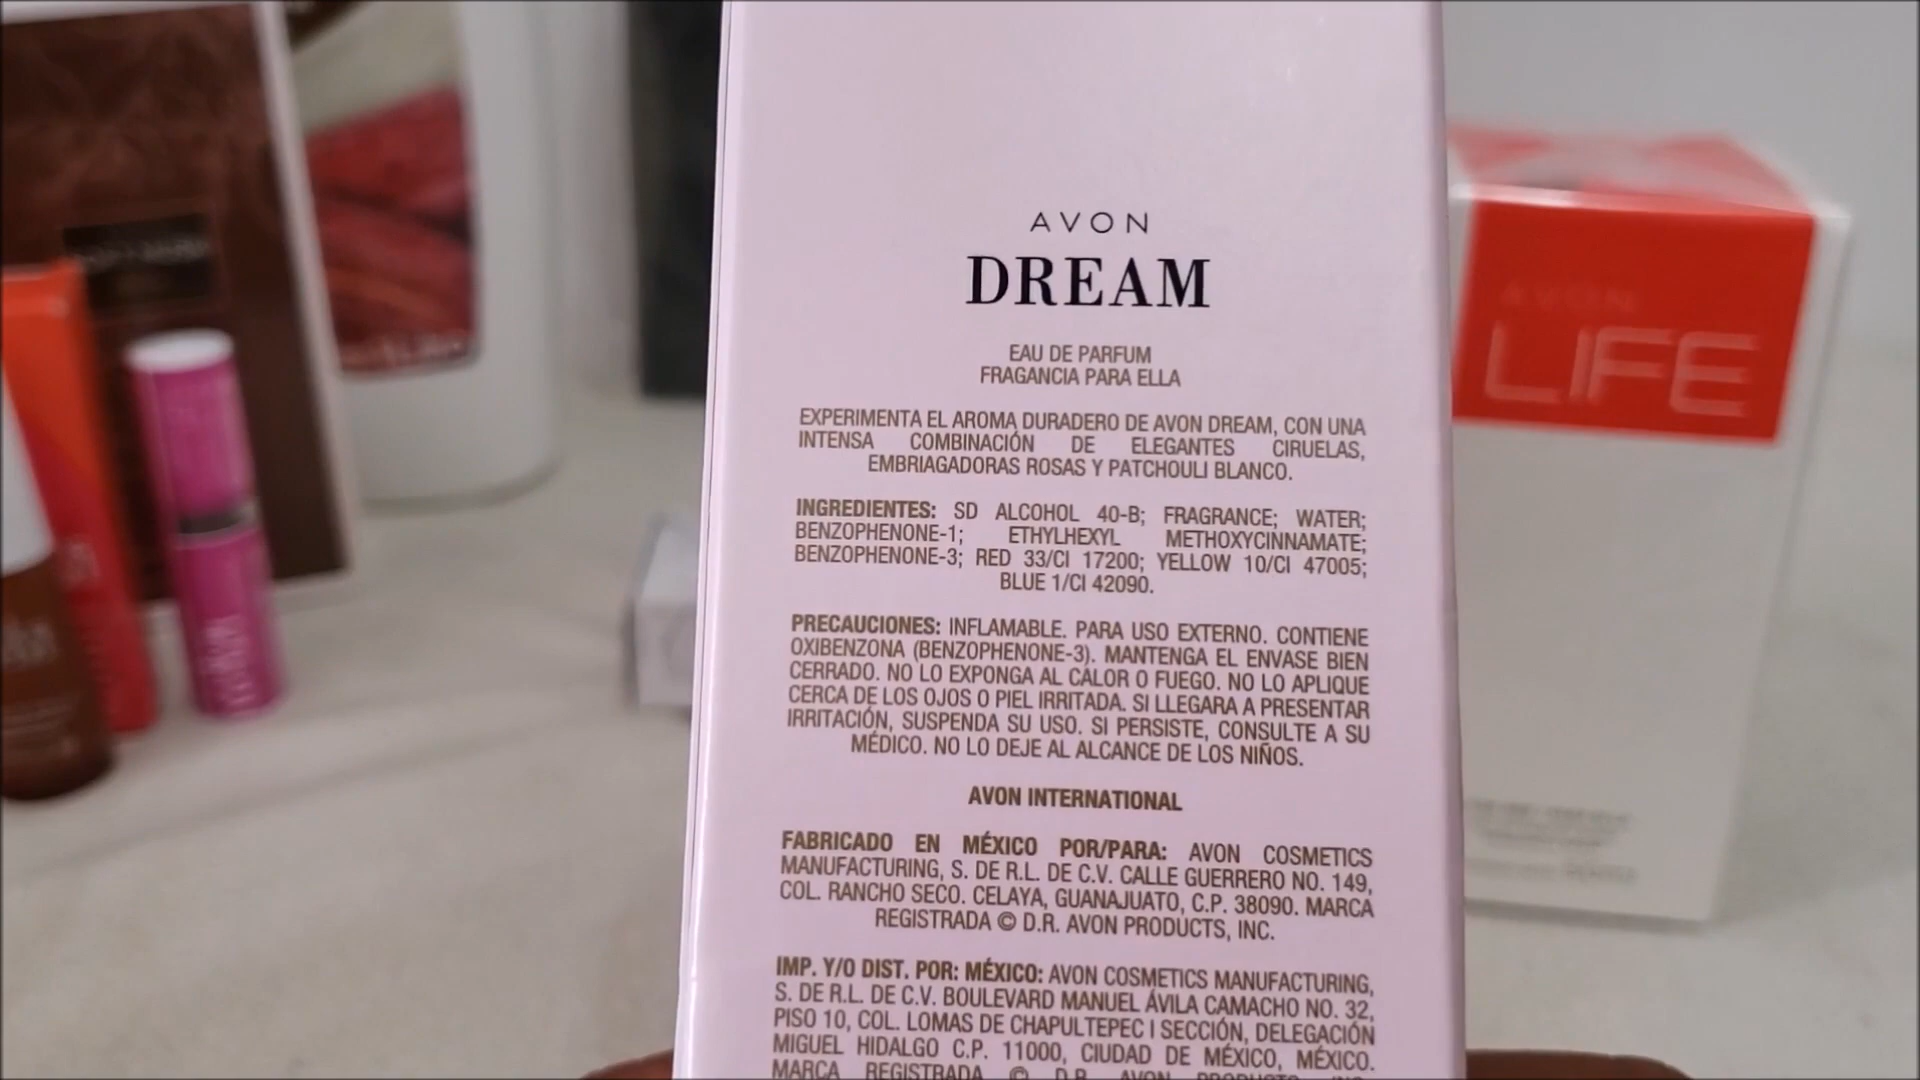 AVON
DREAM
EAU DE PARFUM
FRAGANCIA PARA ELLA
EXPERIMENTA EL AROMA DURADERO DE AVON DREAM, CON UNA
INTENSA COMBINACIÓN DE ELEGANTES CIRUELAS,
EMBRIAGADORAS ROSAS Y PATCHOULI BLANCO.
INGREDIENTES: SD ALCOHOL 40-B; FRAGRANCE; WATER;
BENZOPHENONE-1; ETHYLHEXYL METHOXYCINNAMATE;
BENZOPHENONE-3; RED 33/CI 17200; YELLOW 10/CI 47005;
BLUE 1/CI 42090.
PRECAUCIONES: INFLAMABLE. PARA USO EXTERNO. CONTIENE
OXIBENZONA (BENZOPHENONE-3). MANTENGA EL ENVASE BIEN
CERRADO. NO LO EXPONGA AL CALOR O FUEGO. NO LO APLIQUE
CERCA DE LOS OJOS O PIEL IRRITADA. SI LLEGARA A PRESENTAR
IRRITACIÓN, SUSPENDA SU USO. SI PERSISTE, CONSULTE A SU
MÉDICO. NO LO DEJE AL ALCANCE DE LOS NIÑOS.
AVON INTERNATIONAL
FABRICADO EN MÉXICO POR/PARA: AVON COSMETICS
MANUFACTURING, S. DE R.L. DE C.V. CALLE GUERRERO NO. 149,
COL. RANCHO SECO. CELAYA, GUANAJUATO, C.P. 38090. MARCA
REGISTRADA © D.R. AVON PRODUCTS, INC.
IMP. Y/O DIST. POR: MÉXICO: AVON COSMETICS MANUFACTURING,
S. DE R.L. DE C.V. BOULEVARD MANUEL ÁVILA CAMACHO NO. 32,
PISO 10, COL. LOMAS DE CHAPULTEPEC I SECCIÓN, DELEGACIÓN
MIGUEL HIDALGO C.P. 11000, CIUDAD DE MÉXICO, MÉXICO.
MARCA REGISTRADA © D.R. AVON PRODUCTS, INC.
AVON
LIFE